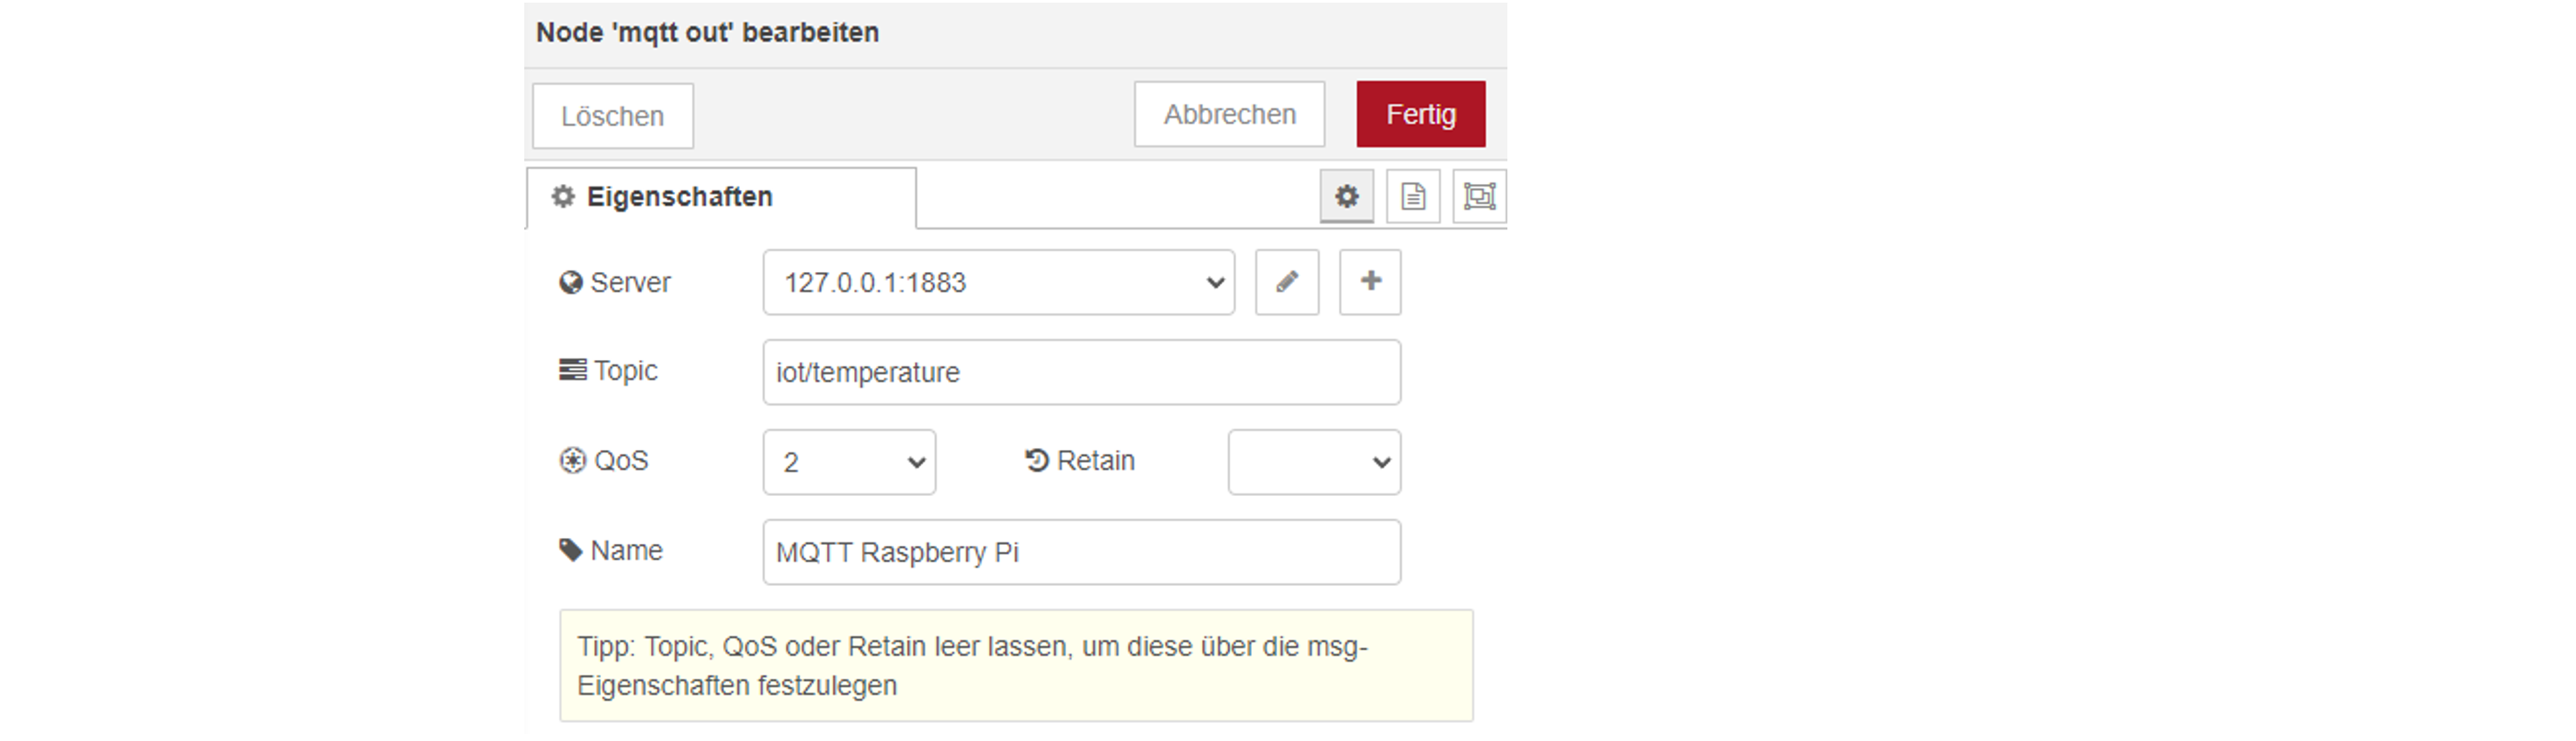 Node 'mqtt out' bearbeiten
Löschen
Abbrechen
Fertig
Eigenschaften
Server
127.0.0.1:1883
Topic
iot/temperature
QoS
2
Retain
Name
MQTT Raspberry Pi
Tipp: Topic, QoS oder Retain leer lassen, um diese über die msg-
Eigenschaften festzulegen